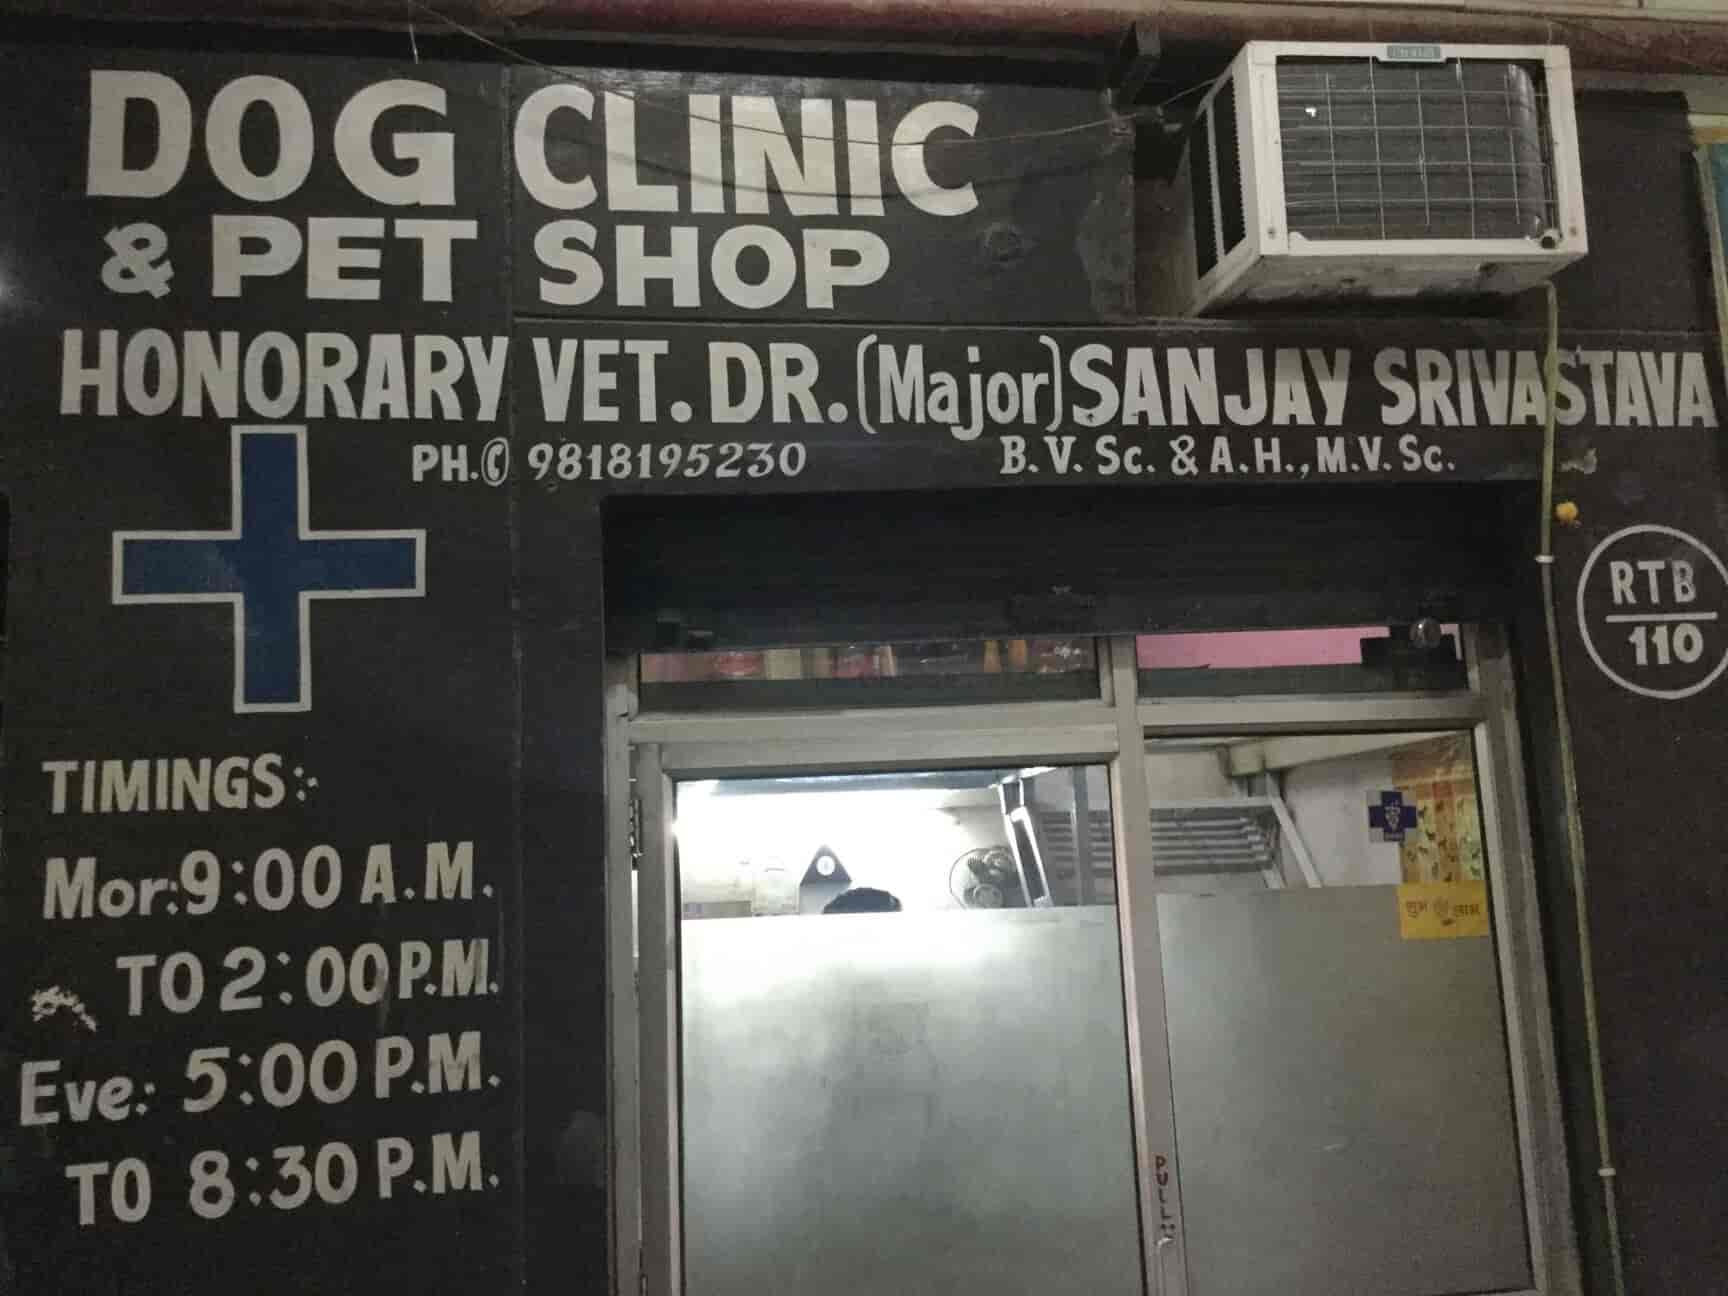 DOG CLINIC
& PET SHOP
HONORARY VET. DR. (Major) SANJAY SRIVASTAVA
PH. 9818195230
B.V. Sc. & A.H., M.V. Sc.
RTB
110
TIMINGS:-
Mor: 9:00 A.M.
TO 2:00 P.M.
Eve: 5:00 P.M.
TO 8:30 P.M.
शुभ लाभ
PULL